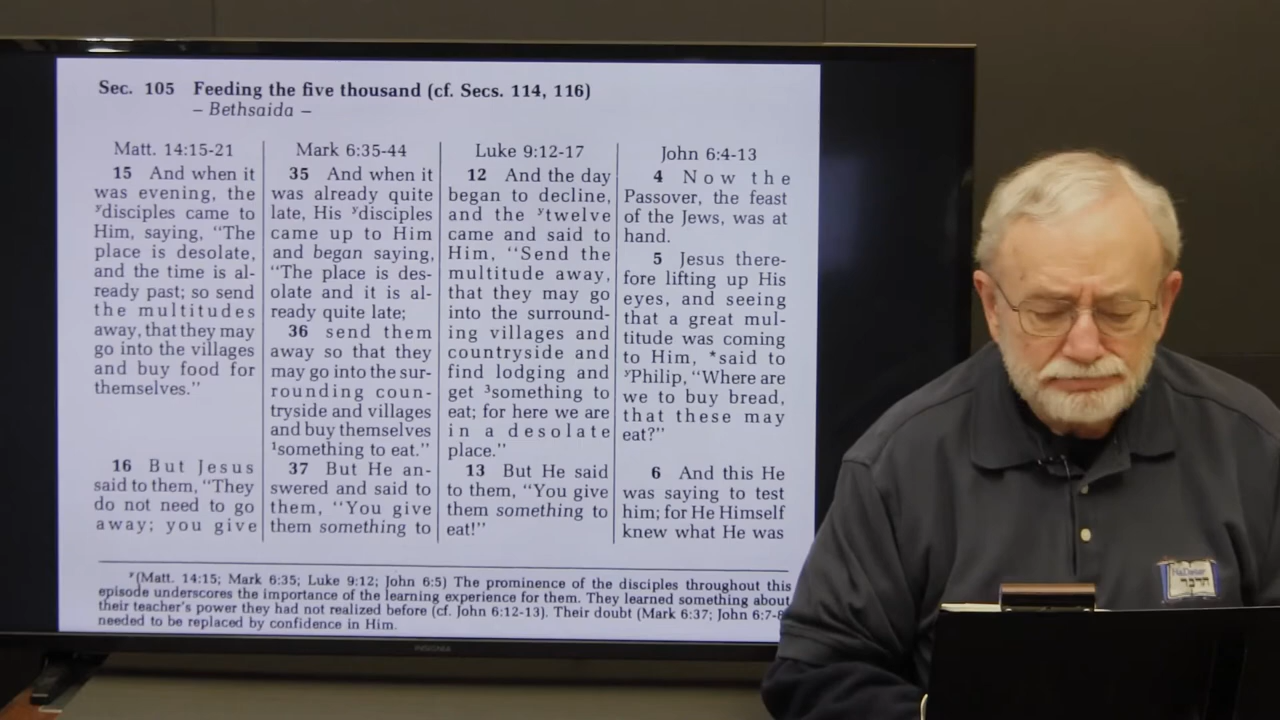 Sec. 105 Feeding the five thousand (cf. Secs. 114, 116)
– Bethsaida –
Matt. 14:15-21
15 And when it
was evening, the
ʸdisciples came to
Him, saying, “The
place is desolate,
and the time is al-
ready past; so send
the multitudes
away, that they may
go into the villages
and buy food for
themselves.”
16 But Jesus
said to them, “They
do not need to go
away; you give
Mark 6:35-44
35 And when it
was already quite
late, His ʸdisciples
came up to Him
and began saying,
“The place is des-
olate and it is al-
ready quite late;
36 send them
away so that they
may go into the sur-
rounding coun-
tryside and villages
and buy themselves
¹something to eat.”
37 But He an-
swered and said to
them, “You give
them something to
Luke 9:12-17
12 And the day
began to decline,
and the ʸtwelve
came and said to
Him, “Send the
multitude away,
that they may go
into the surround-
ing villages and
countryside and
find lodging and
get ³something to
eat; for here we are
in a desolate
place.”
13 But He said
to them, “You give
them something to
eat!”
John 6:4-13
4 Now the
Passover, the feast
of the Jews, was at
hand.
5 Jesus there-
fore lifting up His
eyes, and seeing
that a great mul-
titude was coming
to Him, *said to
ʸPhilip, “Where are
we to buy bread,
that these may
eat?”
6 And this He
was saying to test
him; for He Himself
knew what He was
ʸ(Matt. 14:15; Mark 6:35; Luke 9:12; John 6:5) The prominence of the disciples throughout this
episode underscores the importance of the learning experience for them. They learned something about
their teacher’s power they had not realized before (cf. John 6:12-13). Their doubt (Mark 6:37; John 6:7-8
needed to be replaced by confidence in Him.
INSIGNIA
HaDavar
הדבר